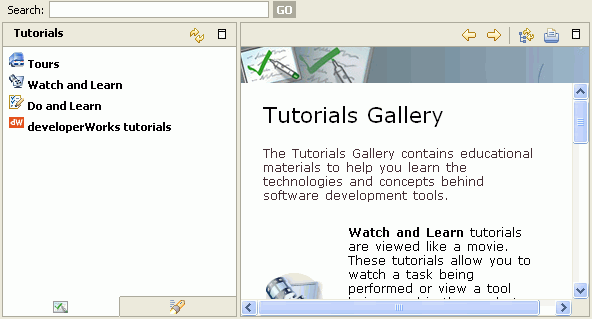 Search: GO
Tutorials
Tours
Watch and Learn
Do and Learn
dW developerWorks tutorials
Tutorials Gallery
The Tutorials Gallery contains educational
materials to help you learn the
technologies and concepts behind
software development tools.
Watch and Learn tutorials
are viewed like a movie.
These tutorials allow you to
watch a task being
performed or view a tool